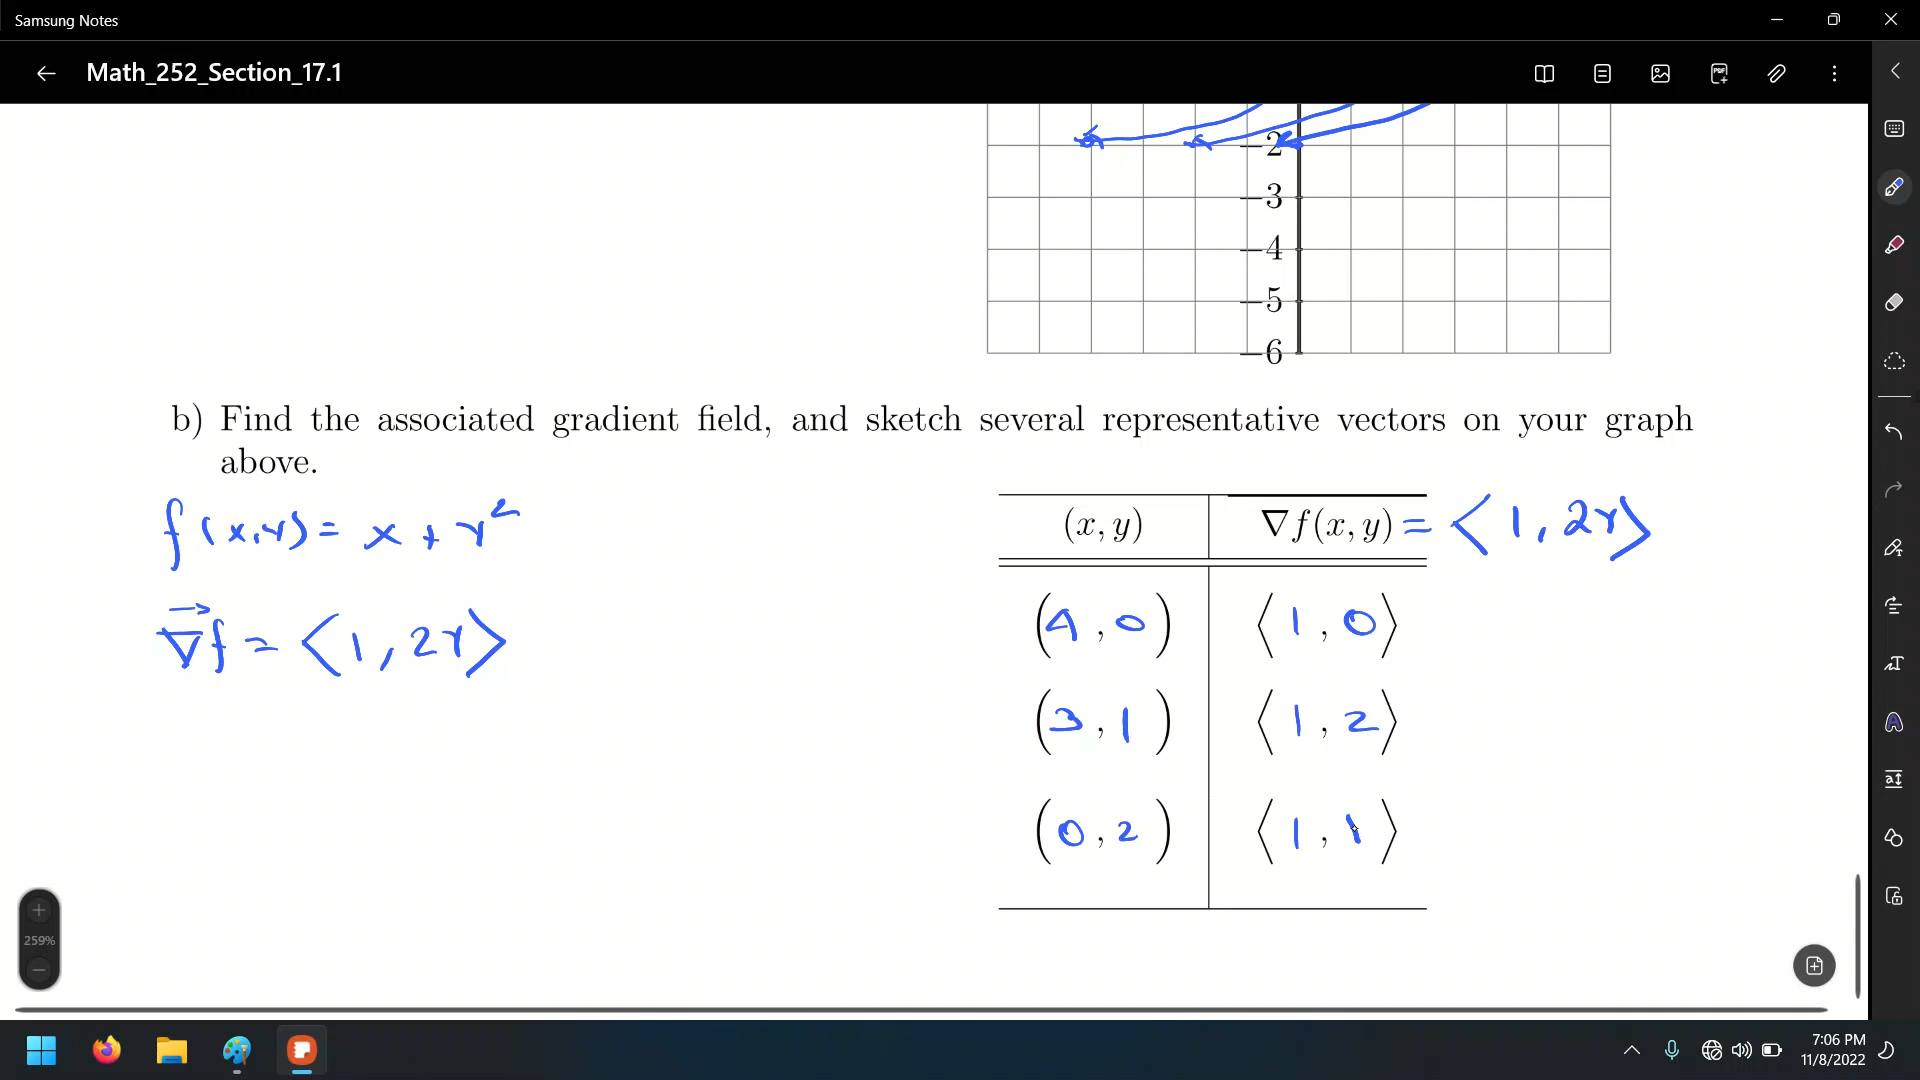 Samsung Notes
Math_252_Section_17.1
−2
−3
−4
−5
−6
b) Find the associated gradient field, and sketch several representative vectors on your graph
above.
f(x,y) = x + y²
∇f = ⟨1, 2y⟩
(x, y) ∇f(x, y) = ⟨1, 2y⟩
(4, 0) ⟨1, 0⟩
(3, 1) ⟨1, 2⟩
(0, 2) ⟨1, 1⟩
259%
7:06 PM
11/8/2022